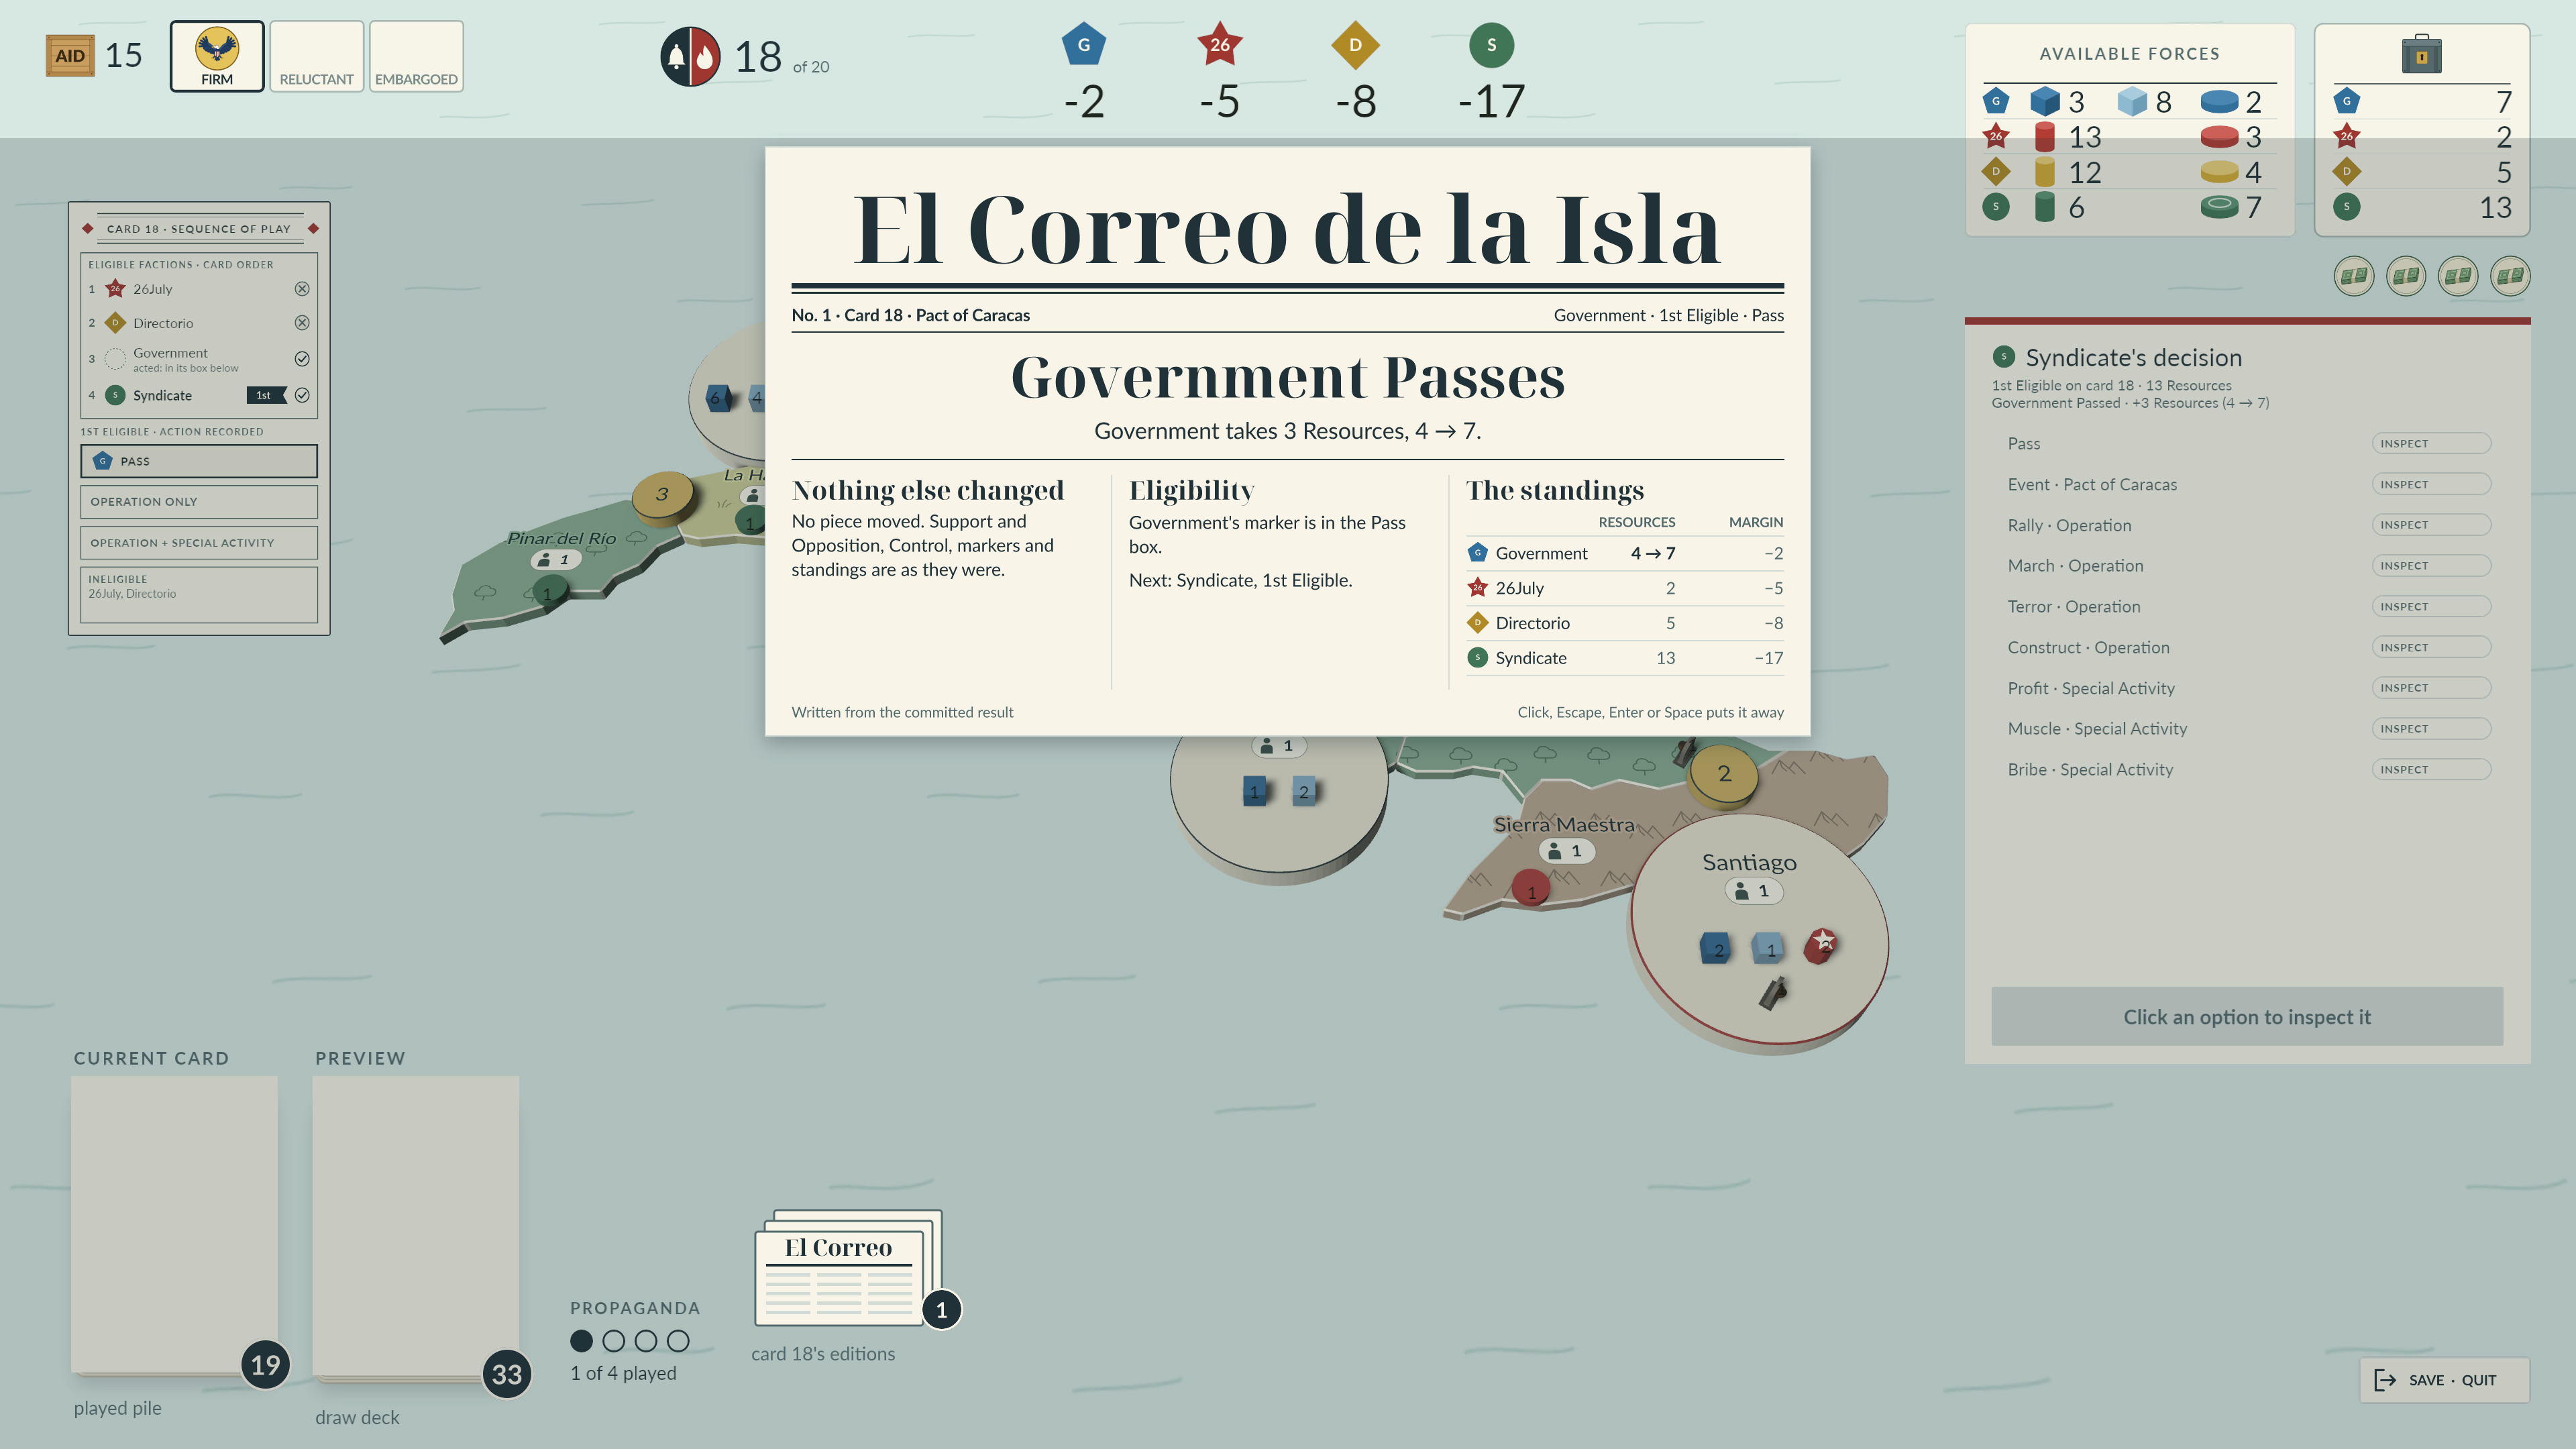 AID 15
FIRM
RELUCTANT
EMBARGOED
18 of 20
G 26 D S
-2 -5 -8 -17
AVAILABLE FORCES
G 3 8 2
26 13 3
D 12 4
S 6 7
G 7
26 2
D 5
S 13
CARD 18 · SEQUENCE OF PLAY
ELIGIBLE FACTIONS · CARD ORDER
1 26 26July
2 D Directorio
3 Government
acted: in its box below
4 S Syndicate 1st
1ST ELIGIBLE · ACTION RECORDED
G PASS
OPERATION ONLY
OPERATION + SPECIAL ACTIVITY
INELIGIBLE
26July, Directorio
El Correo de la Isla
No. 1 · Card 18 · Pact of Caracas
Government · 1st Eligible · Pass
Government Passes
Government takes 3 Resources, 4 → 7.
Nothing else changed
No piece moved. Support and
Opposition, Control, markers and
standings are as they were.
Eligibility
Government's marker is in the Pass
box.
Next: Syndicate, 1st Eligible.
The standings
RESOURCES MARGIN
G Government 4 → 7 −2
26 26July 2 −5
D Directorio 5 −8
S Syndicate 13 −17
Written from the committed result
Click, Escape, Enter or Space puts it away
6 4
3
La H
1
Pinar del Río
1
1
1
1 2
2
Sierra Maestra
1
1
Santiago
1
2 1 2
S Syndicate's decision
1st Eligible on card 18 · 13 Resources
Government Passed · +3 Resources (4 → 7)
Pass INSPECT
Event · Pact of Caracas INSPECT
Rally · Operation INSPECT
March · Operation INSPECT
Terror · Operation INSPECT
Construct · Operation INSPECT
Profit · Special Activity INSPECT
Muscle · Special Activity INSPECT
Bribe · Special Activity INSPECT
Click an option to inspect it
CURRENT CARD
PREVIEW
19
33
played pile
draw deck
PROPAGANDA
1 of 4 played
El Correo
1
card 18's editions
SAVE · QUIT